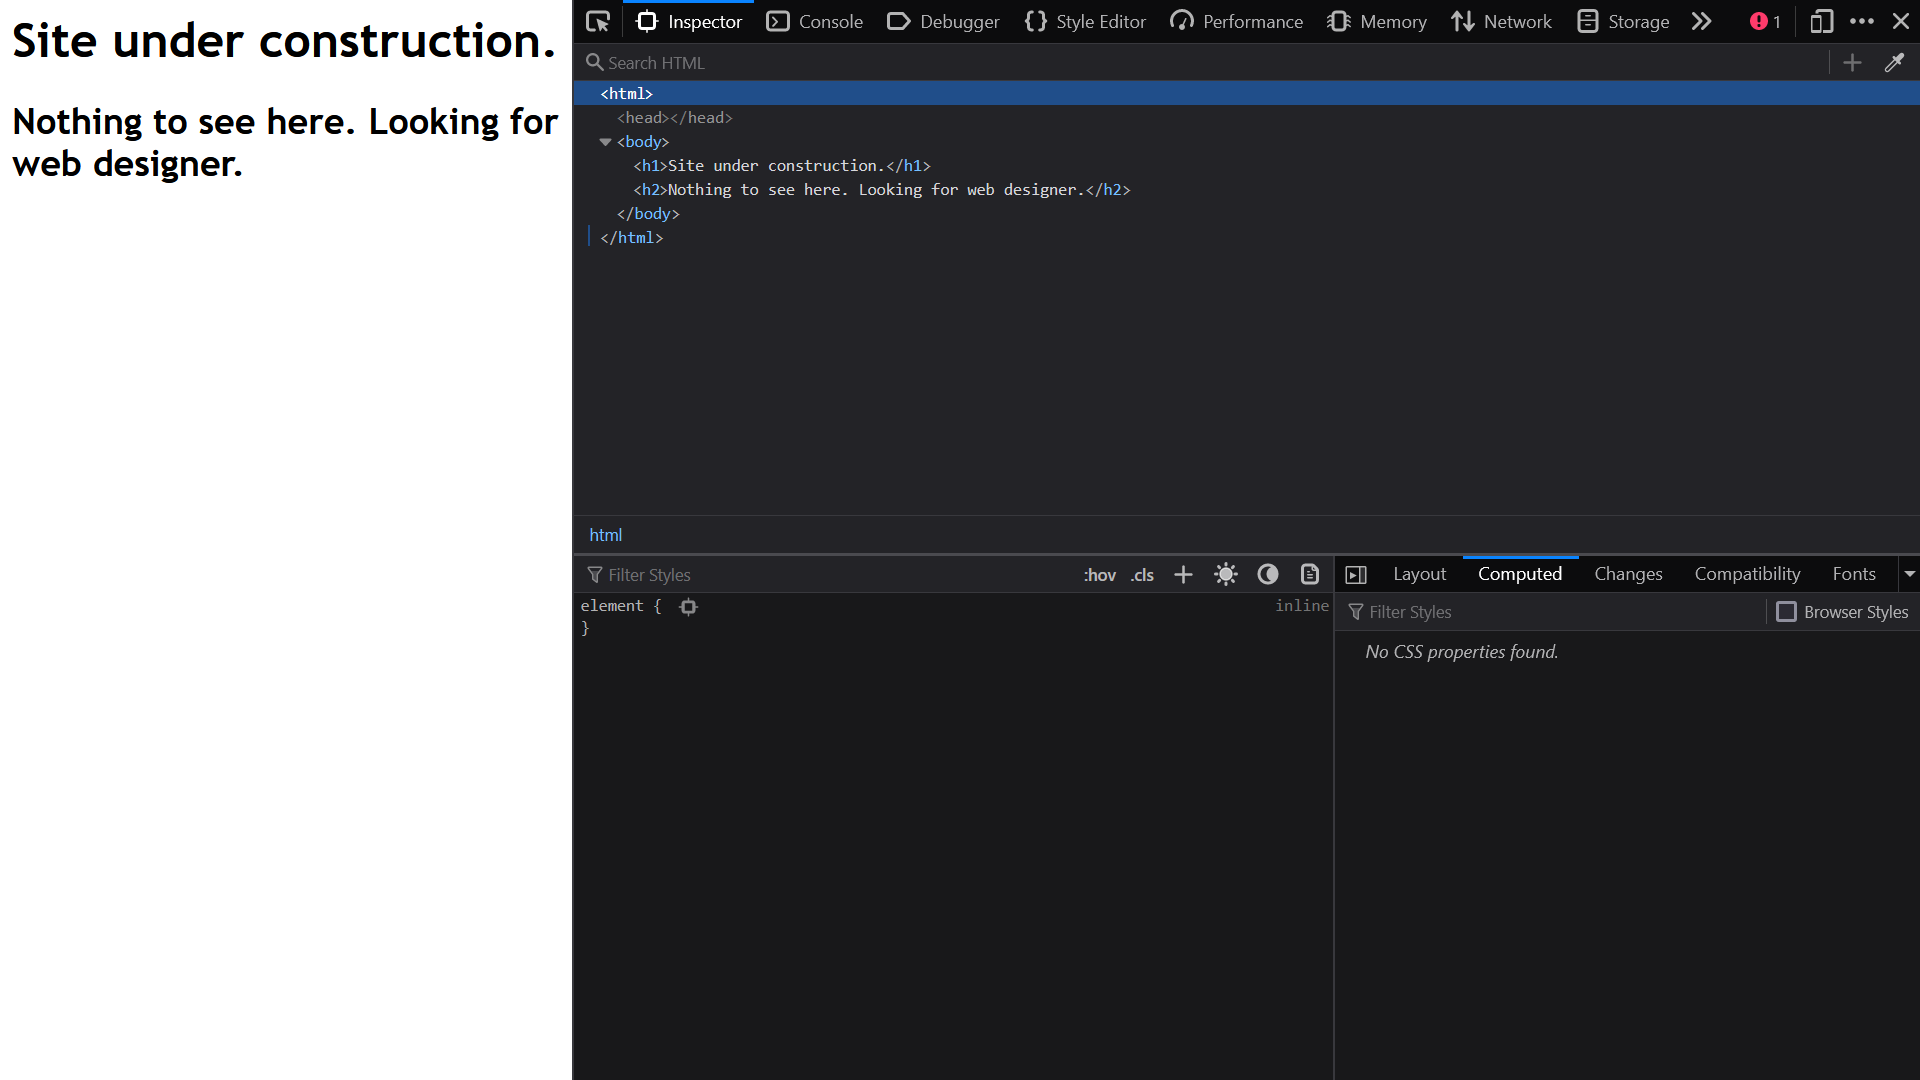 Site under construction.
Nothing to see here. Looking for
web designer.
Inspector
Console
Debugger
Style Editor
Performance
Memory
Network
Storage
1
Search HTML
<html>
<head></head>
<body>
<h1>Site under construction.</h1>
<h2>Nothing to see here. Looking for web designer.</h2>
</body>
</html>
html
Filter Styles
:hov
.cls
element {
inline
}
Layout
Computed
Changes
Compatibility
Fonts
Filter Styles
Browser Styles
No CSS properties found.